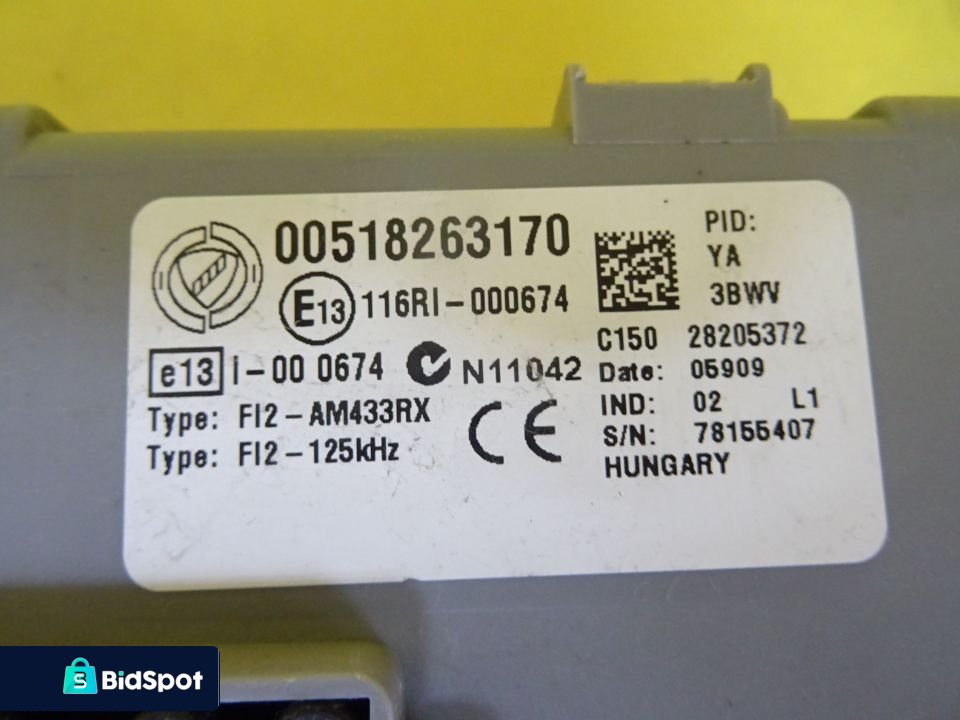 00518263170
E13 116RI-000674
e13 I-00 0674 N11042
Type: FI2-AM433RX
Type: FI2-125kHz
CE
PID:
YA
3BWV
C150 28205372
Date: 05909
IND: 02 L1
S/N: 78155407
HUNGARY
S BidSpot